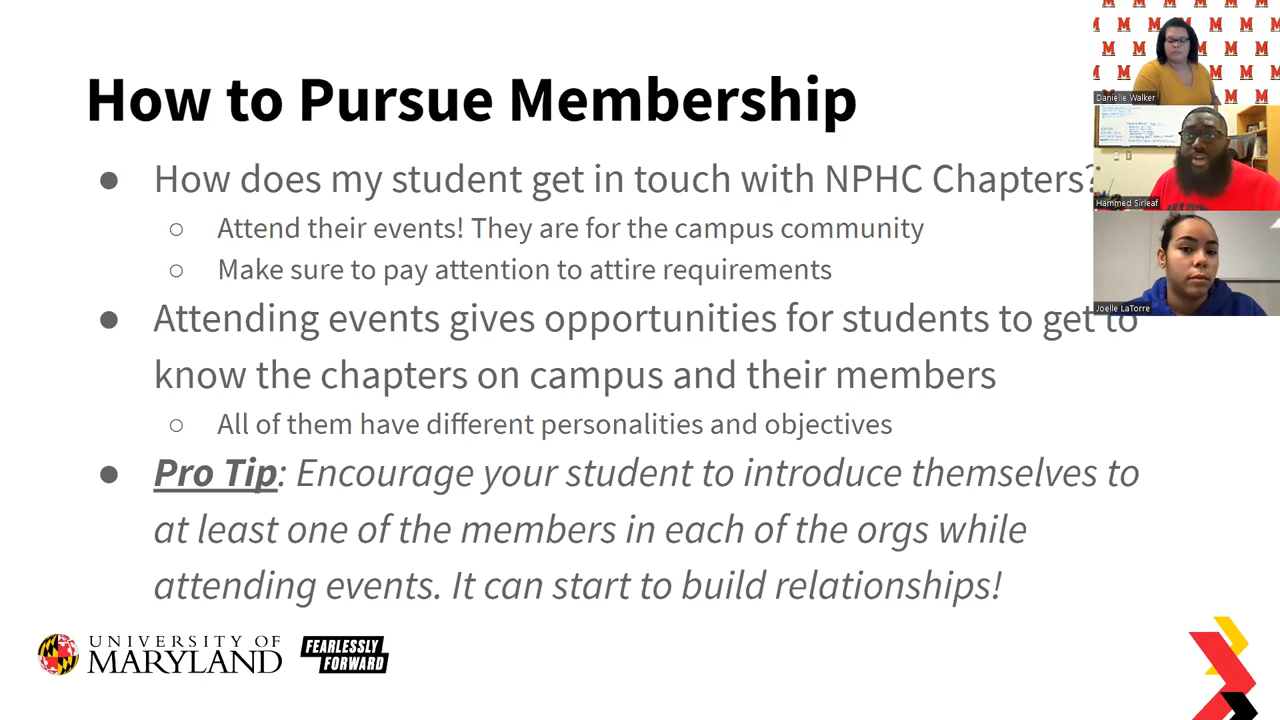 How to Pursue Membership
● How does my student get in touch with NPHC Chapters?
○ Attend their events! They are for the campus community
○ Make sure to pay attention to attire requirements
● Attending events gives opportunities for students to get to
know the chapters on campus and their members
○ All of them have different personalities and objectives
● Pro Tip: Encourage your student to introduce themselves to
at least one of the members in each of the orgs while
attending events. It can start to build relationships!
UNIVERSITY OF
MARYLAND
FEARLESSLY
FORWARD
Danielle Walker
Hammed Sirleaf
Joelle LaTorre